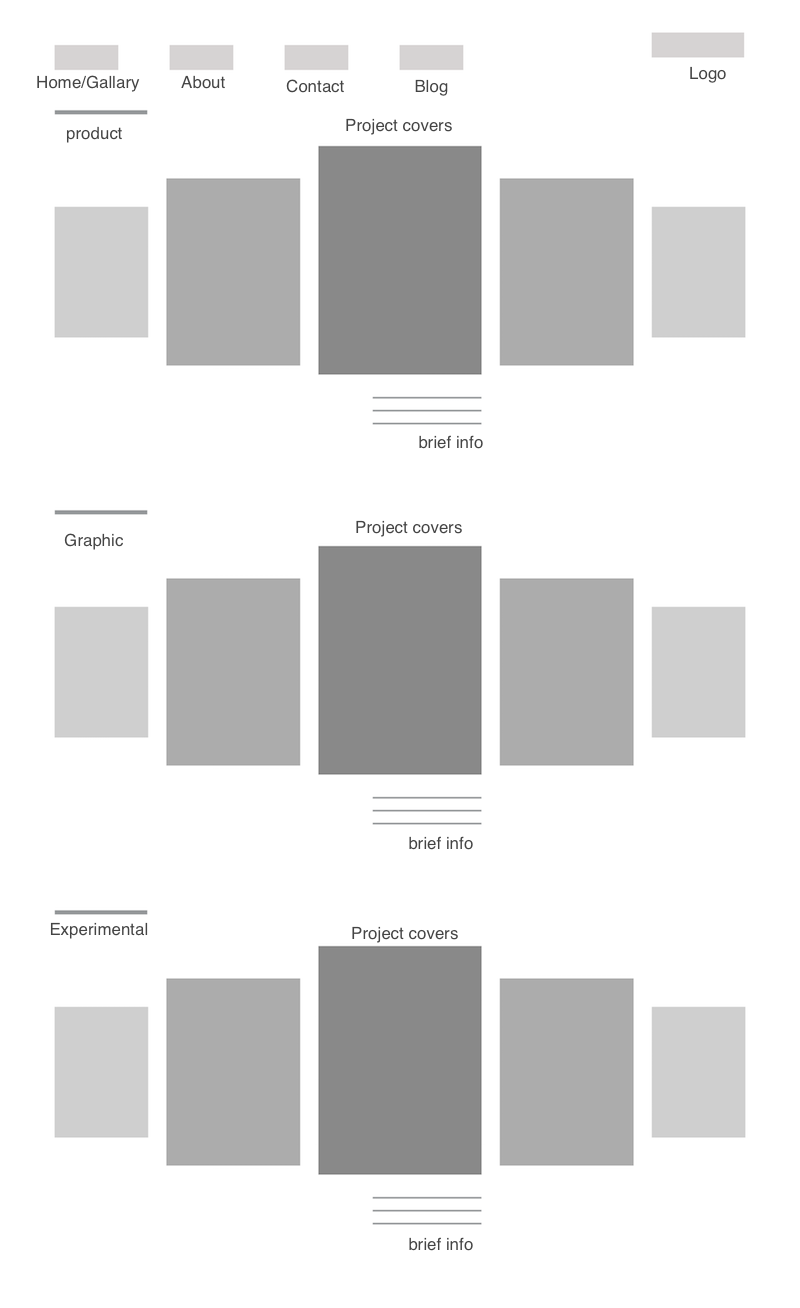 Home/Gallary
About
Contact
Blog
Logo
product
Project covers
brief info
Graphic
Project covers
brief info
Experimental
Project covers
brief info